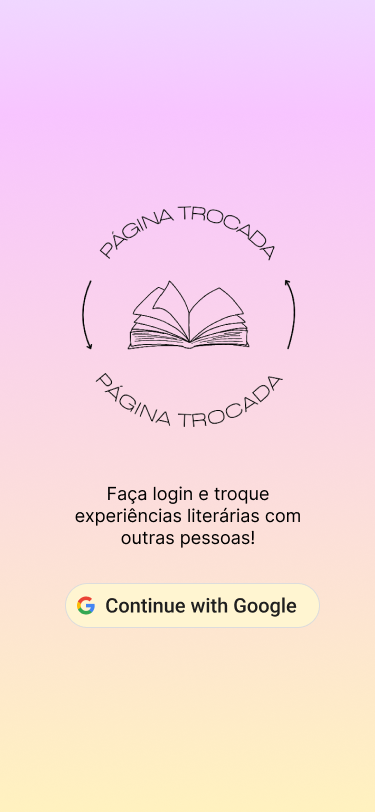 PÁGINA TROCADA
PÁGINA TROCADA
Faça login e troque
experiências literárias com
outras pessoas!
Continue with Google